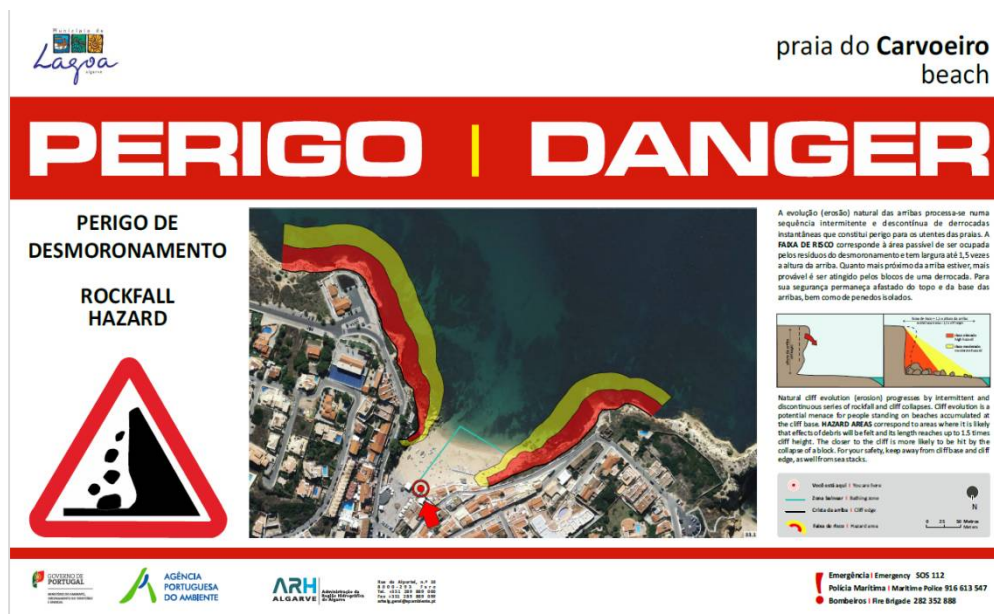 Município de
Lagoa
algarve
praia do Carvoeiro
beach
PERIGO | DANGER
PERIGO DE
DESMORONAMENTO
ROCKFALL
HAZARD
A evolução (erosão) natural das arribas processa-se numa
sequência intermitente e descontínua de derrocadas
instantâneas que constitui perigo para os utentes das praias. A
FAIXA DE RISCO corresponde à área passível de ser ocupada
pelos resíduos do desmoronamento e tem largura até 1,5 vezes
a altura da arriba. Quanto mais próximo da arriba estiver, mais
provável é ser atingido pelos blocos de uma derrocada. Para
sua segurança permaneça afastado do topo e da base das
arribas, bem como de penedos isolados.
Natural cliff evolution (erosion) progresses by intermittent and
discontinuous series of rockfall and cliff collapses. Cliff evolution is a
potential menace for people standing on beaches accumulated at
the cliff base. HAZARD AREAS correspond to areas where it is likely
that effects of debris will be felt and its length reaches up to 1.5 times
cliff height. The closer to the cliff is more likely to be hit by the
collapse of a block. For your safety, keep away from cliff base and cliff
edge, as well from sea stacks.
Você está aqui | You are here
Zona balnear | Bathing zone
Crista da arriba | Cliff edge
Faixa de risco | Hazard area
N
0 25 50 Metros
Meters
GOVERNO DE
PORTUGAL
AGÊNCIA
PORTUGUESA
DO AMBIENTE
ARH
ALGARVE
Administração da
Região Hidrográfica
do Algarve
Emergência | Emergency SOS 112
Polícia Marítima | Maritime Police 916 613 547
Bombeiros | Fire Brigade 282 352 888